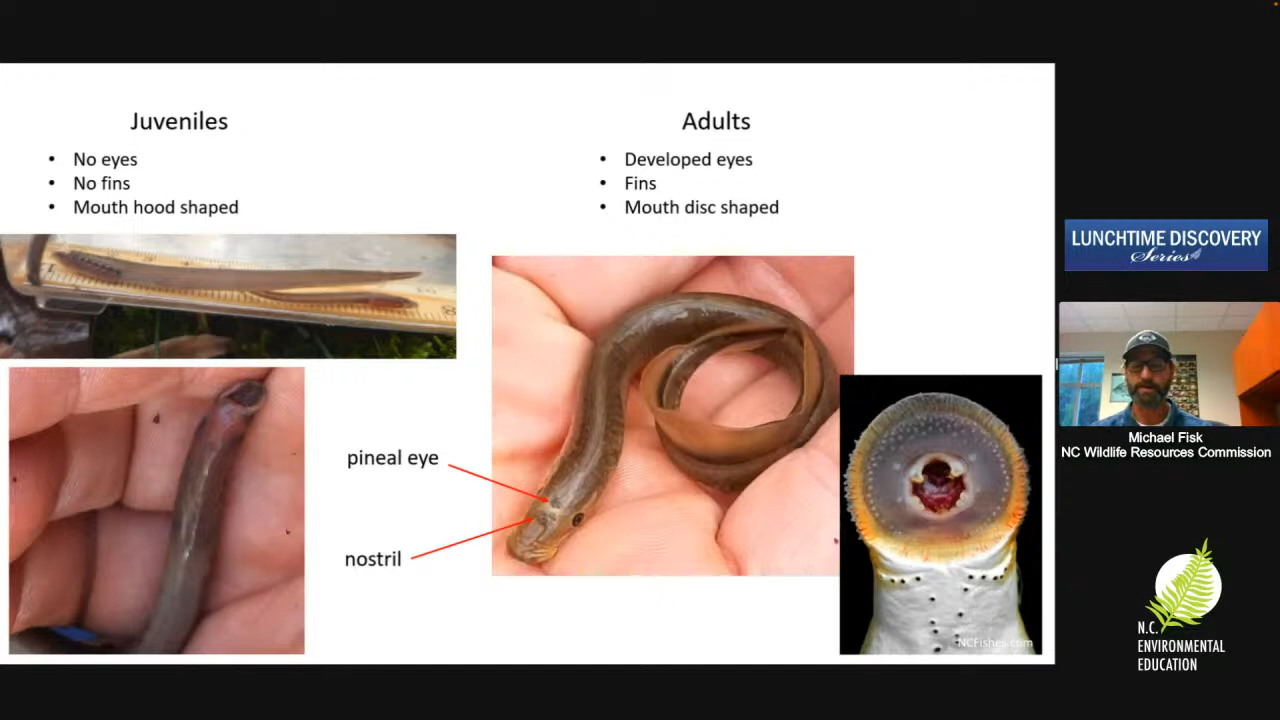 Juveniles
• No eyes
• No fins
• Mouth hood shaped
Adults
• Developed eyes
• Fins
• Mouth disc shaped
pineal eye
nostril
NCFishes.com
LUNCHTIME DISCOVERY
Series
Michael Fisk
NC Wildlife Resources Commission
N.C.
ENVIRONMENTAL
EDUCATION